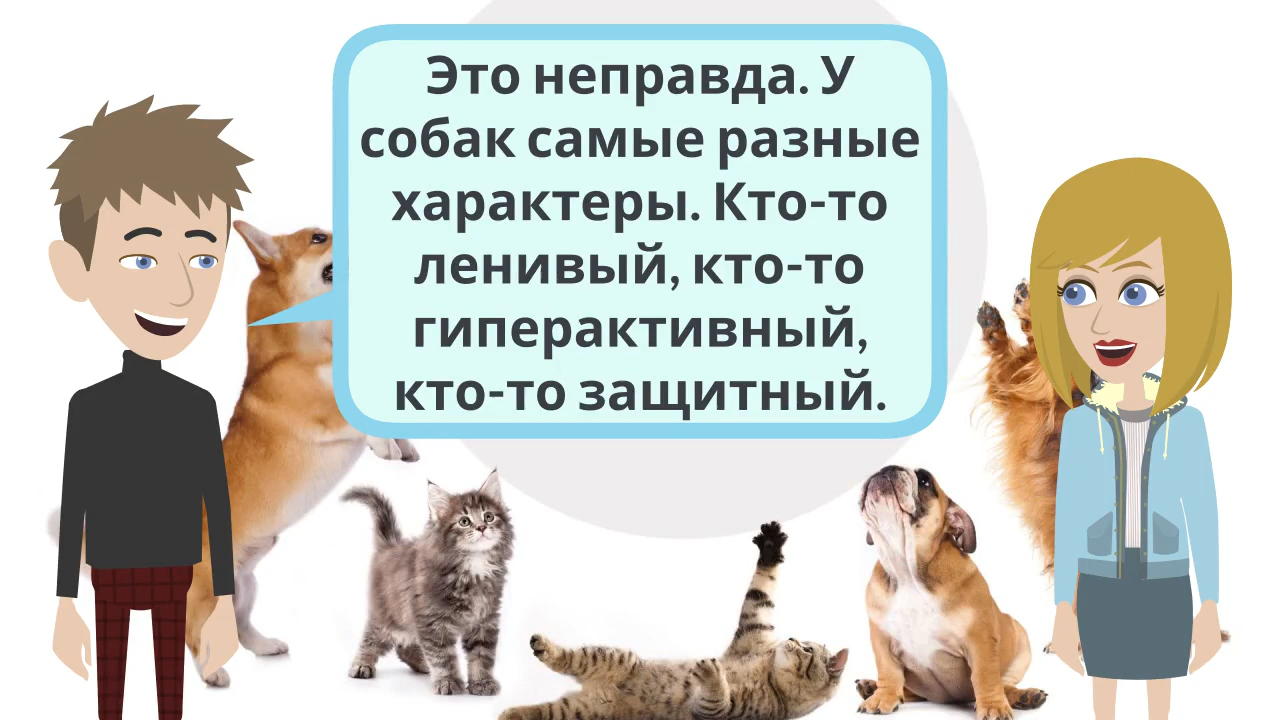 Это неправда. У
собак самые разные
характеры. Кто-то
ленивый, кто-то
гиперактивный,
кто-то защитный.